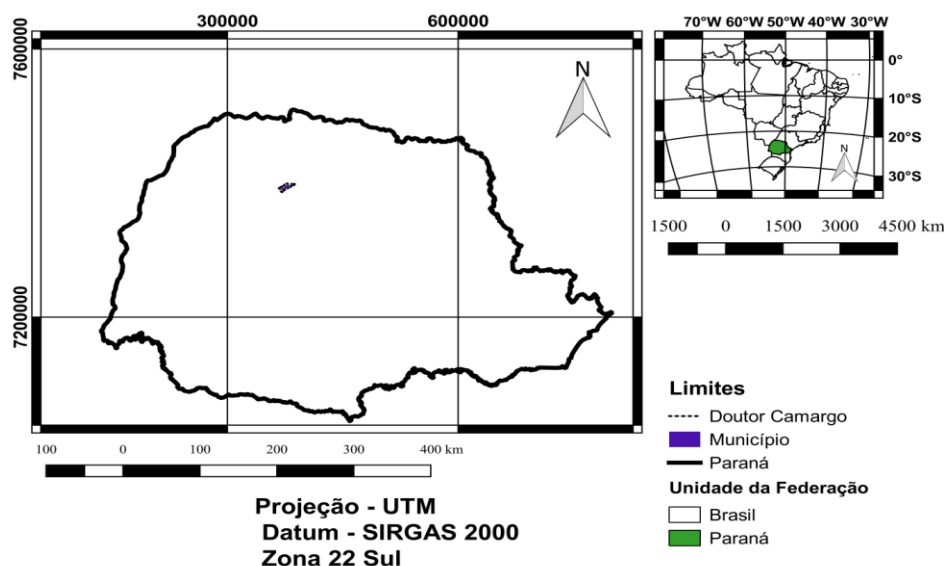 300000 600000
7600000
7200000
N
100 0 100 200 300 400 km
Projeção - UTM
Datum - SIRGAS 2000
Zona 22 Sul
70°W 60°W 50°W 40°W 30°W
0°
10°S
20°S
30°S
N
1500 0 1500 3000 4500 km
Limites
Doutor Camargo
Município
Paraná
Unidade da Federação
Brasil
Paraná